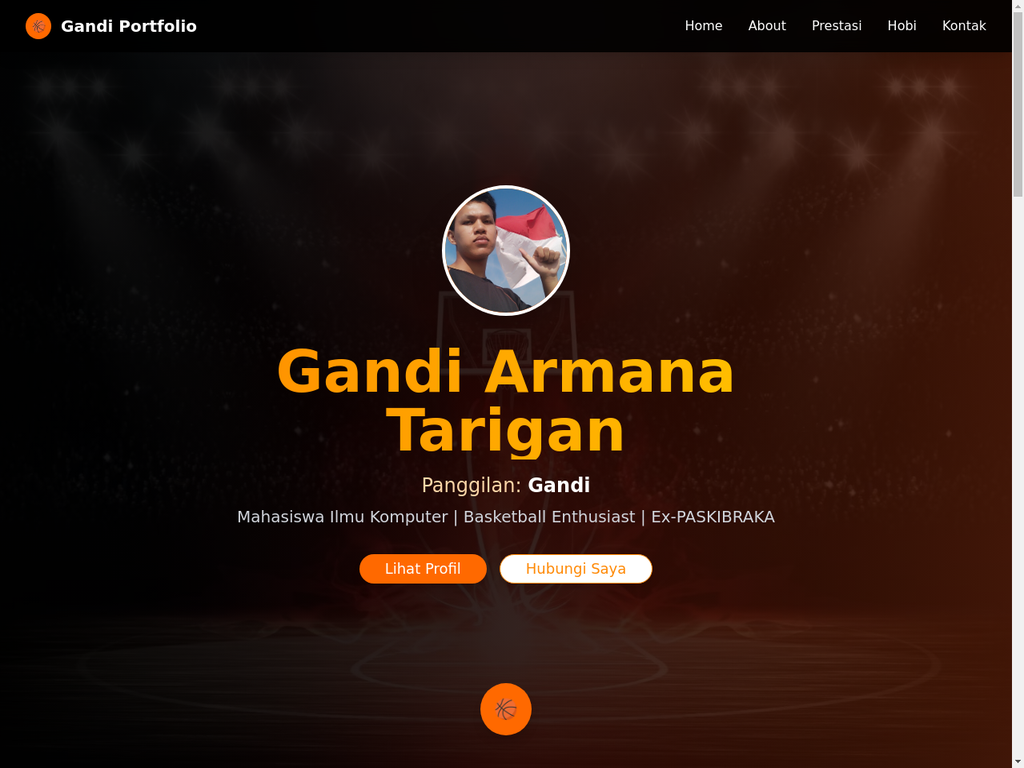 Gandi Portfolio
Home
About
Prestasi
Hobi
Kontak
Gandi Armana
Tarigan
Panggilan: Gandi
Mahasiswa Ilmu Komputer | Basketball Enthusiast | Ex-PASKIBRAKA
Lihat Profil
Hubungi Saya